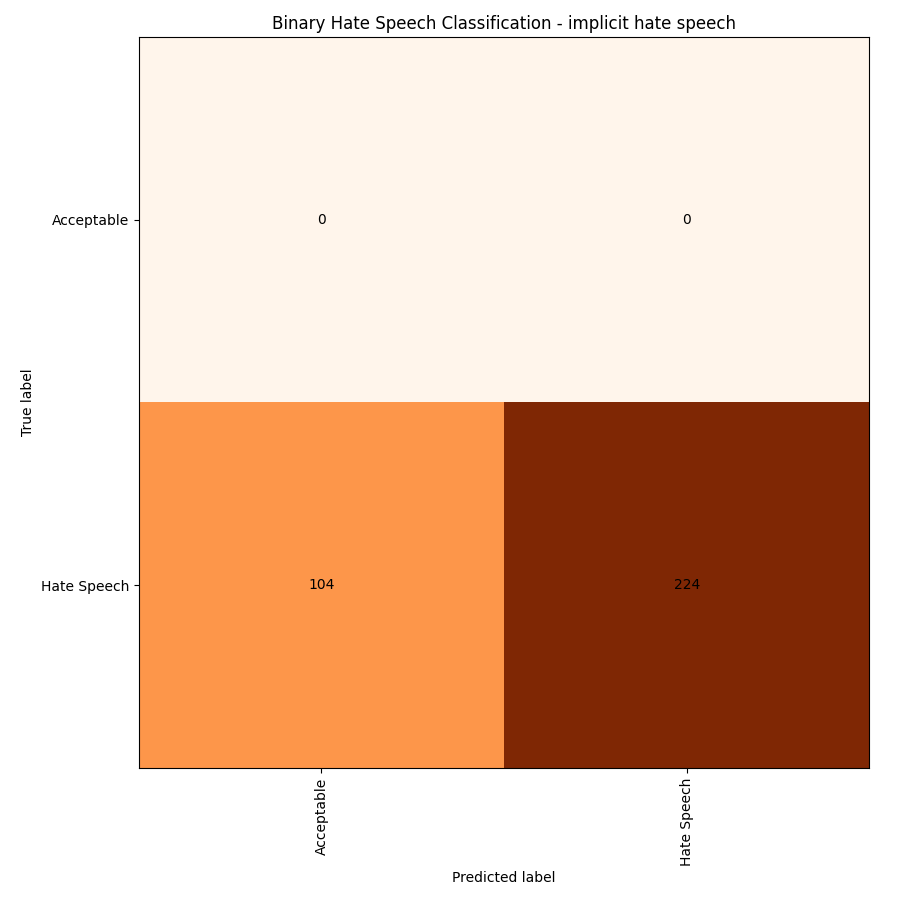 Binary Hate Speech Classification - implicit hate speech
True label
Acceptable
0
0
Hate Speech
104
224
Acceptable
Hate Speech
Predicted label